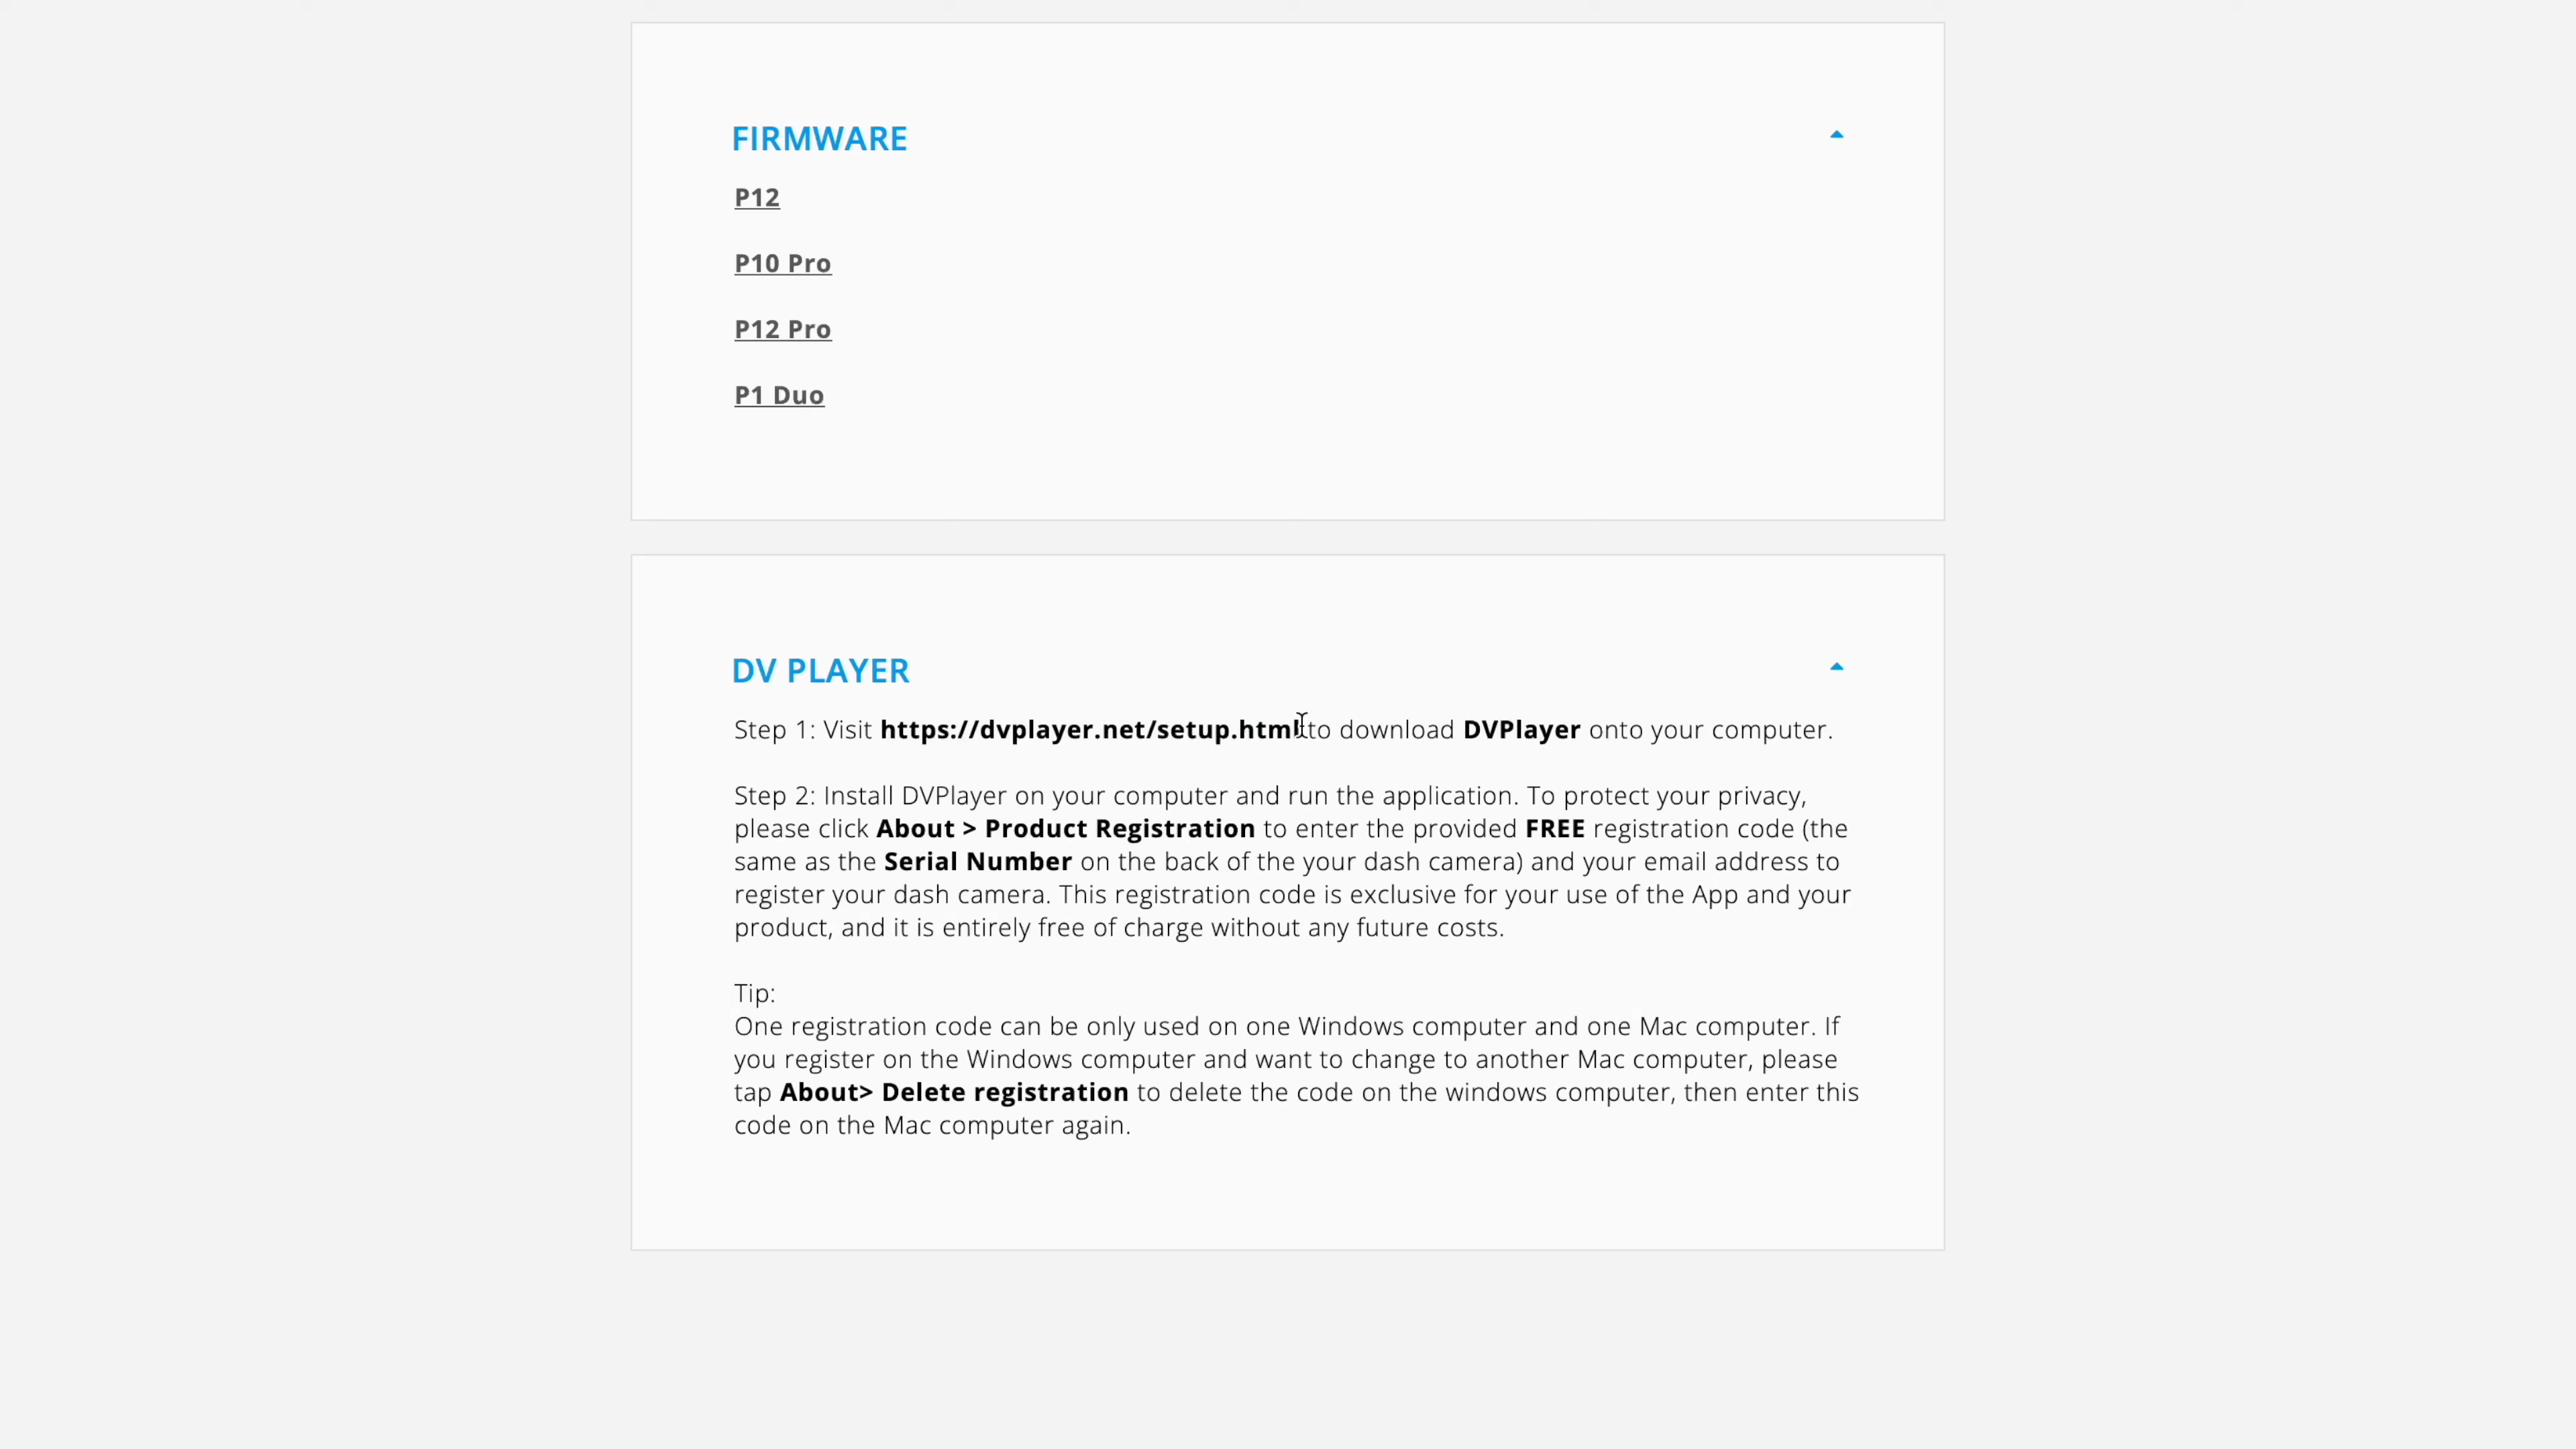 FIRMWARE
P12
P10 Pro
P12 Pro
P1 Duo
DV PLAYER
Step 1: Visit https://dvplayer.net/setup.html to download DVPlayer onto your computer.
Step 2: Install DVPlayer on your computer and run the application. To protect your privacy,
please click About > Product Registration to enter the provided FREE registration code (the
same as the Serial Number on the back of the your dash camera) and your email address to
register your dash camera. This registration code is exclusive for your use of the App and your
product, and it is entirely free of charge without any future costs.
Tip:
One registration code can be only used on one Windows computer and one Mac computer. If
you register on the Windows computer and want to change to another Mac computer, please
tap About> Delete registration to delete the code on the windows computer, then enter this
code on the Mac computer again.